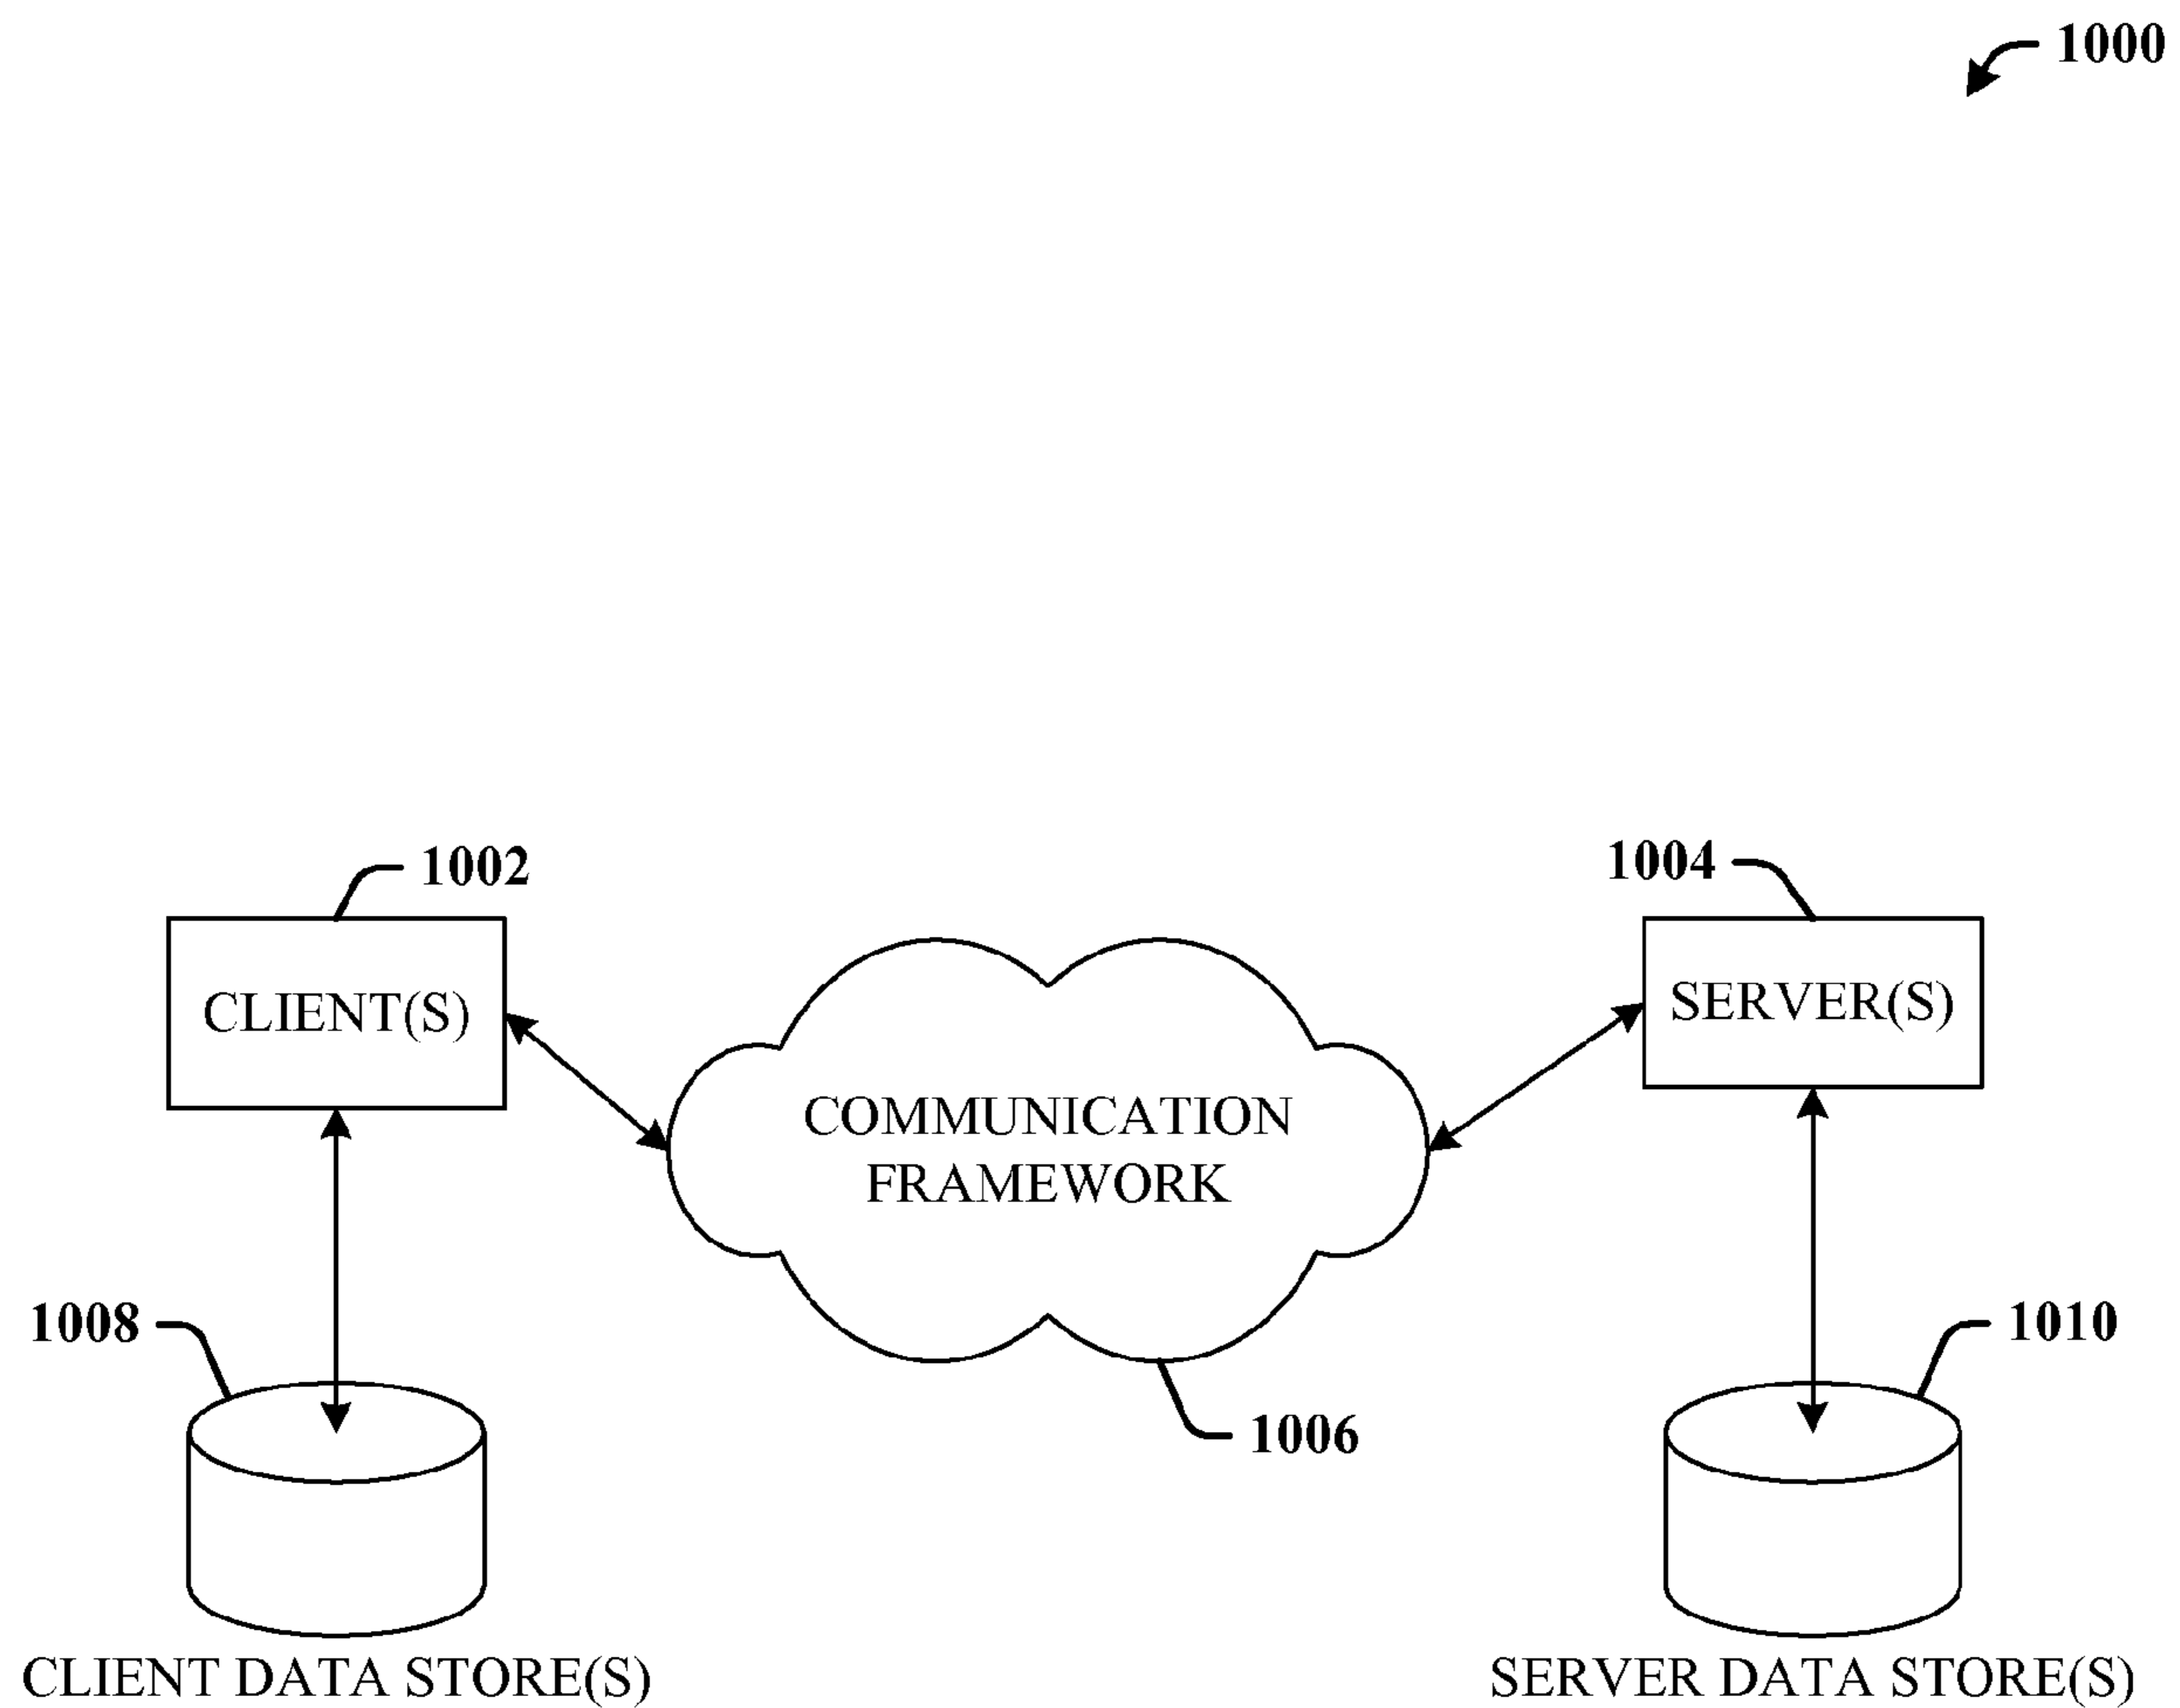 1000
1002
1004
CLIENT(S)
SERVER(S)
COMMUNICATION
FRAMEWORK
1008
1010
1006
CLIENT DATA STORE(S)
SERVER DATA STORE(S)